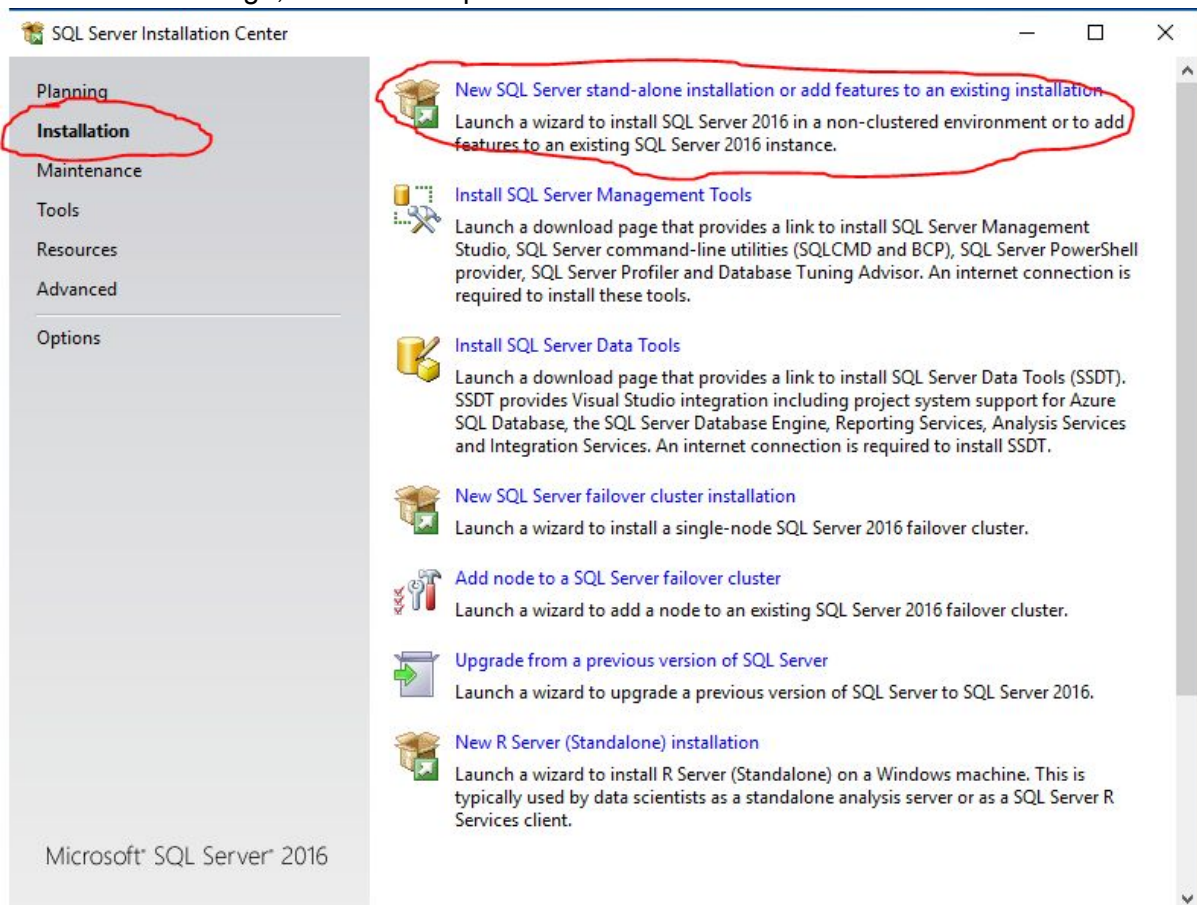 SQL Server Installation Center
Planning
Installation
Maintenance
Tools
Resources
Advanced
Options
Microsoft® SQL Server® 2016
New SQL Server stand-alone installation or add features to an existing installation
Launch a wizard to install SQL Server 2016 in a non-clustered environment or to add
features to an existing SQL Server 2016 instance.
Install SQL Server Management Tools
Launch a download page that provides a link to install SQL Server Management
Studio, SQL Server command-line utilities (SQLCMD and BCP), SQL Server PowerShell
provider, SQL Server Profiler and Database Tuning Advisor. An internet connection is
required to install these tools.
Install SQL Server Data Tools
Launch a download page that provides a link to install SQL Server Data Tools (SSDT).
SSDT provides Visual Studio integration including project system support for Azure
SQL Database, the SQL Server Database Engine, Reporting Services, Analysis Services
and Integration Services. An internet connection is required to install SSDT.
New SQL Server failover cluster installation
Launch a wizard to install a single-node SQL Server 2016 failover cluster.
Add node to a SQL Server failover cluster
Launch a wizard to add a node to an existing SQL Server 2016 failover cluster.
Upgrade from a previous version of SQL Server
Launch a wizard to upgrade a previous version of SQL Server to SQL Server 2016.
New R Server (Standalone) installation
Launch a wizard to install R Server (Standalone) on a Windows machine. This is
typically used by data scientists as a standalone analysis server or as a SQL Server R
Services client.